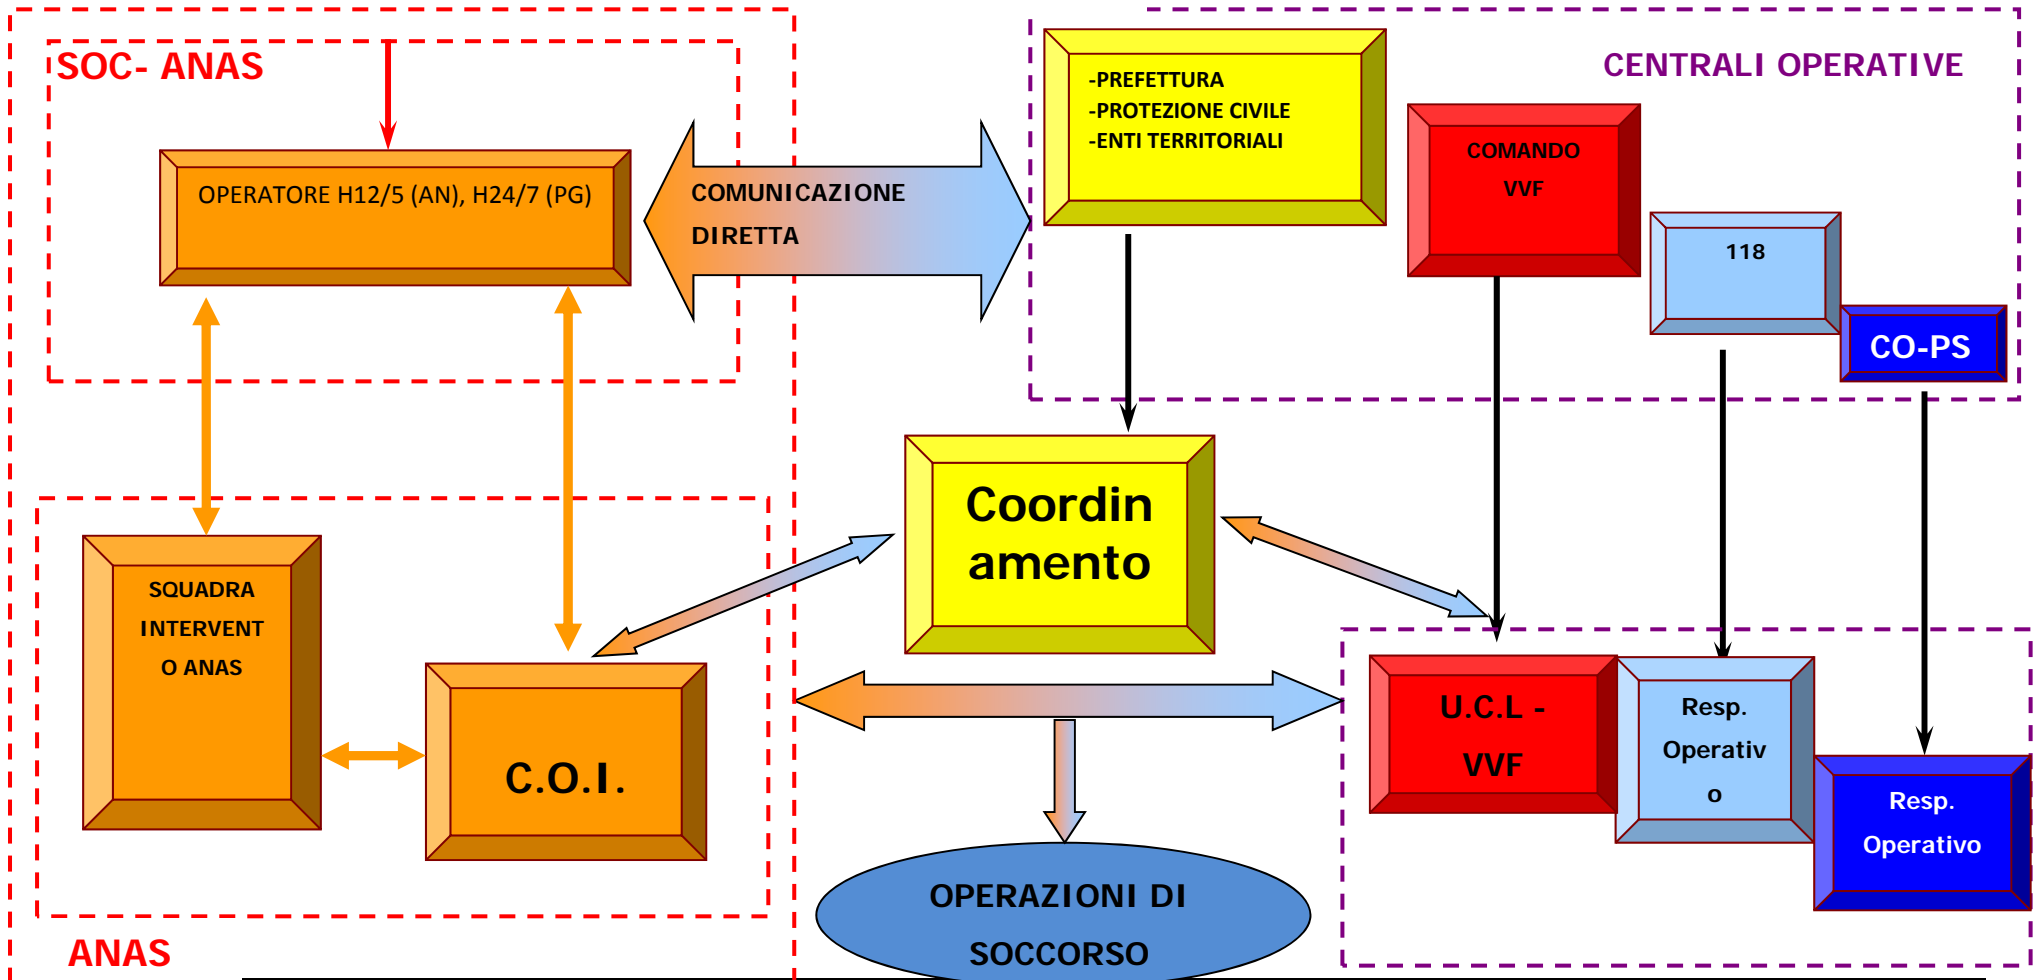 SOC- ANAS
OPERATORE H12/5 (AN), H24/7 (PG)
COMUNICAZIONE
DIRETTA
-PREFETTURA
-PROTEZIONE CIVILE
-ENTI TERRITORIALI
CENTRALI OPERATIVE
COMANDO
VVF
118
CO-PS
Coordin
amento
SQUADRA
INTERVENT
O ANAS
C.O.I.
U.C.L -
VVF
Resp.
Operativ
o
Resp.
Operativo
OPERAZIONI DI
SOCCORSO
ANAS